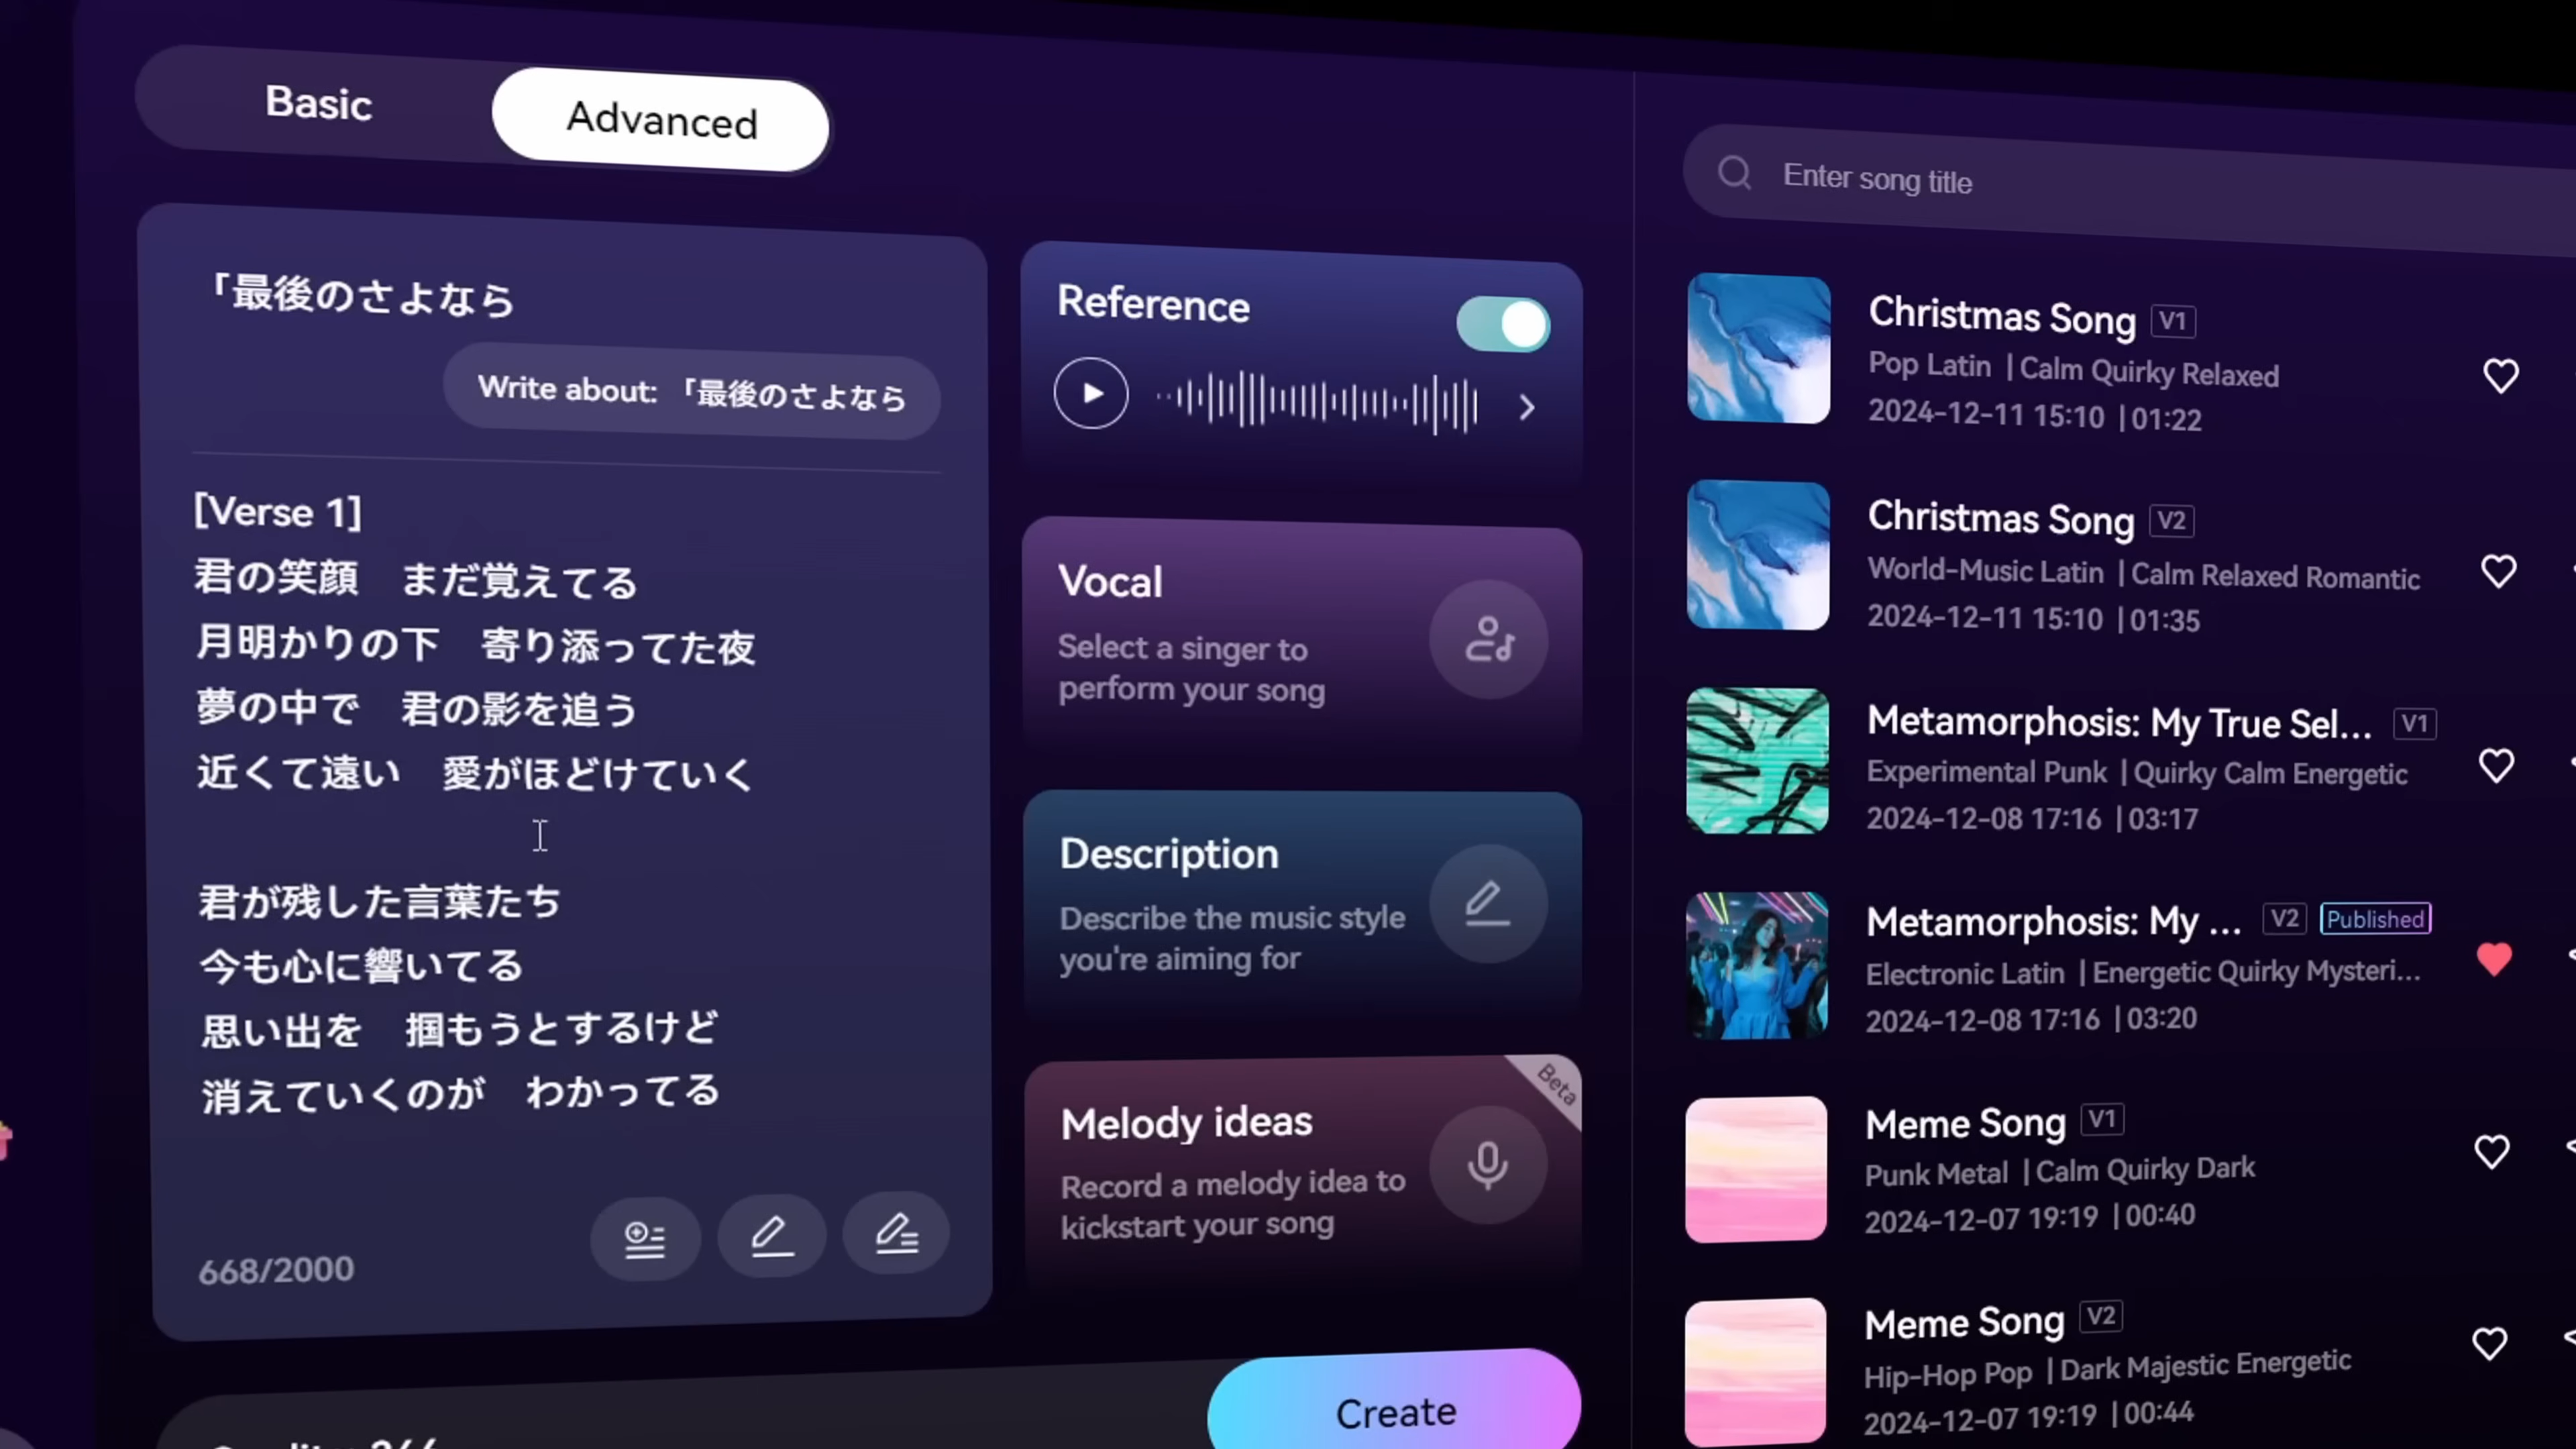 Basic
Advanced
「最後のさよなら
Write about: 「最後のさよなら
[Verse 1]
君の笑顔　まだ覚えてる
月明かりの下　寄り添ってた夜
夢の中で　君の影を追う
近くて遠い　愛がほどけていく
君が残した言葉たち
今も心に響いてる
思い出を　掴もうとするけど
消えていくのが　わかってる
668/2000
Reference
Vocal
Select a singer to
perform your song
Description
Describe the music style
you're aiming for
Beta
Melody ideas
Record a melody idea to
kickstart your song
Create
Enter song title
Christmas Song V1
Pop Latin | Calm Quirky Relaxed
2024-12-11 15:10 | 01:22
Christmas Song V2
World-Music Latin | Calm Relaxed Romantic
2024-12-11 15:10 | 01:35
Metamorphosis: My True Sel... V1
Experimental Punk | Quirky Calm Energetic
2024-12-08 17:16 | 03:17
Metamorphosis: My ... V2 Published
Electronic Latin | Energetic Quirky Mysteri...
2024-12-08 17:16 | 03:20
Meme Song V1
Punk Metal | Calm Quirky Dark
2024-12-07 19:19 | 00:40
Meme Song V2
Hip-Hop Pop | Dark Majestic Energetic
2024-12-07 19:19 | 00:44